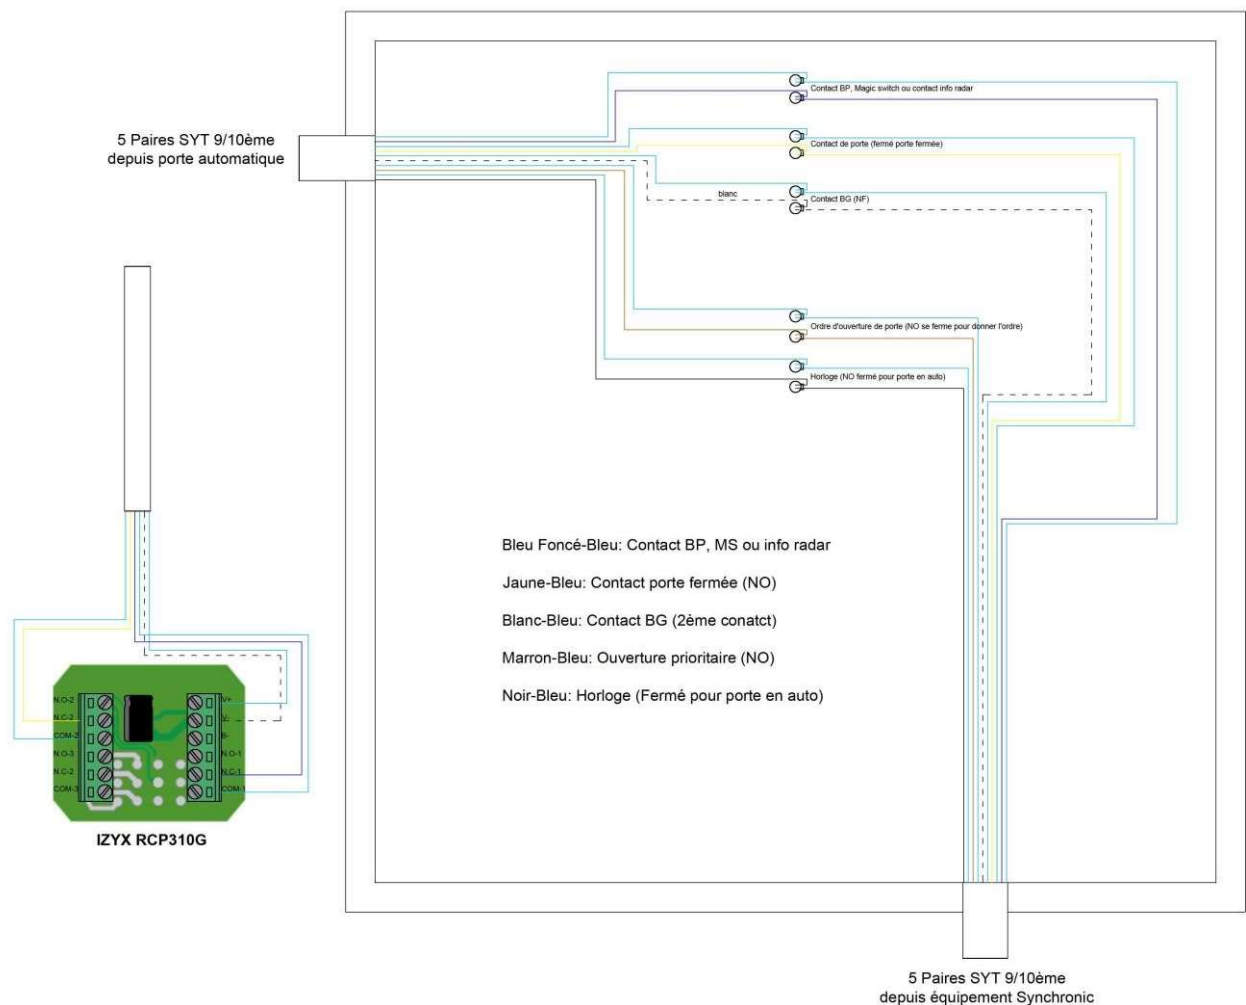 5 Paires SYT 9/10ème
depuis porte automatique
Contact BP, Magic switch ou contact info radar
Contact de porte (fermé porte fermée)
blanc
Contact BG (NF)
Ordre d'ouverture de porte (NO se ferme pour donner l'ordre)
Horloge (NO fermé pour porte en auto)
Bleu Foncé-Bleu: Contact BP, MS ou info radar
Jaune-Bleu: Contact porte fermée (NO)
Blanc-Bleu: Contact BG (2ème conatct)
Marron-Bleu: Ouverture prioritaire (NO)
Noir-Bleu: Horloge (Fermé pour porte en auto)
N.O-2
N.C-2
COM-2
N.O-3
N.C-2
COM-3
V+
V-
B-
N.O-1
N.C-1
COM-1
IZYX RCP310G
5 Paires SYT 9/10ème
depuis équipement Synchronic